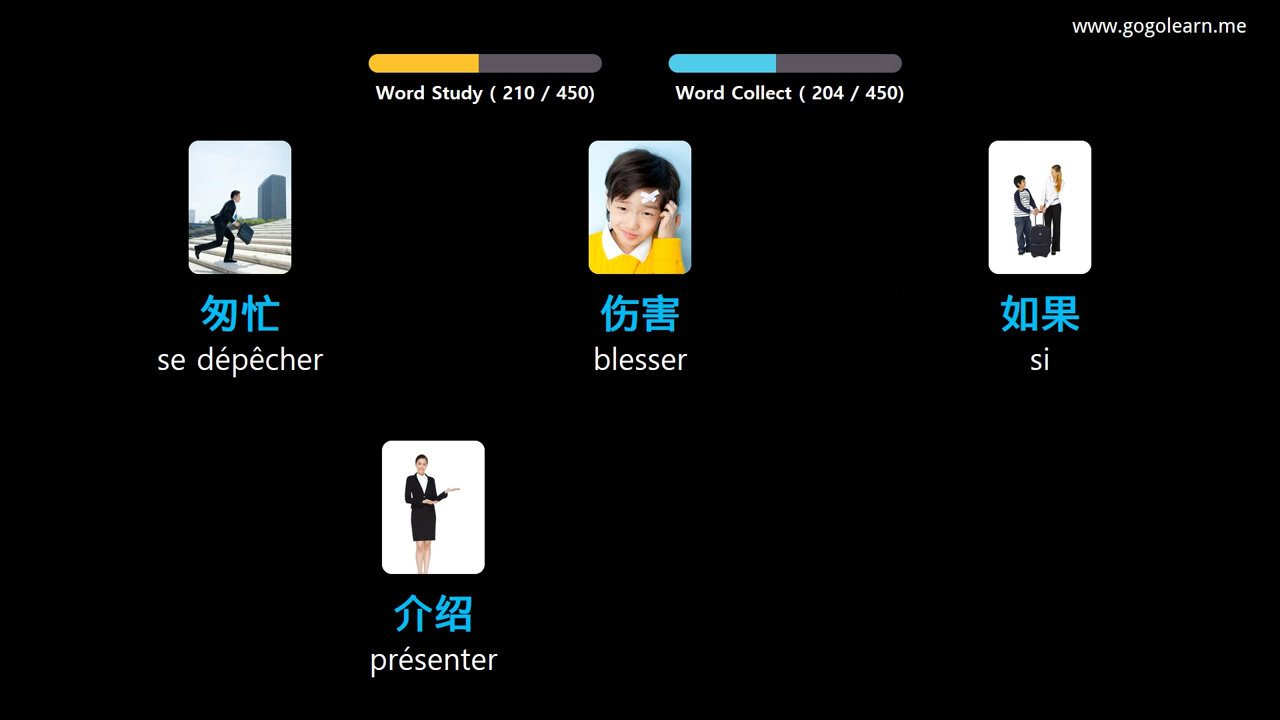 www.gogolearn.me
Word Study ( 210 / 450)
Word Collect ( 204 / 450)
匆忙
se dépêcher
伤害
blesser
如果
si
介绍
présenter